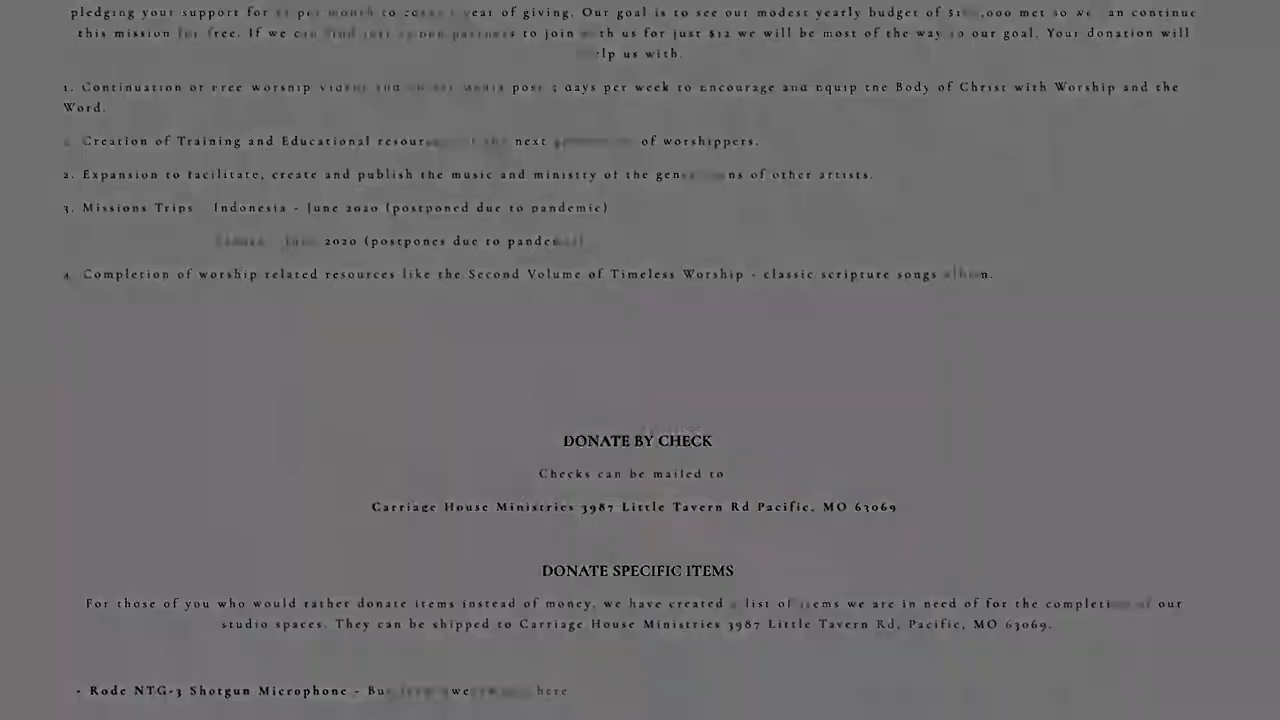 pledging your support for per month to year of giving. Our goal is to see our modest yearly budget of met so we can continue
this mission for free. If we can find partners to join with us for just $12 we will be most of the way to our goal. Your donation will
help us with.
1. Continuation of Free worship videos and post 3 days per week to Encourage and Equip the Body of Christ with Worship and the
Word.
Creation of Training and Educational next of worshippers.
2. Expansion to facilitate, create and publish the music and ministry of the of other artists.
3. Missions Trips Indonesia - June 2020 (postponed due to pandemic)
2020 (postpones due to
4. Completion of worship related resources like the Second Volume of Timeless Worship - classic scripture songs
DONATE BY CHECK
Checks can be mailed to
Carriage House Ministries 3987 Little Tavern Rd Pacific, MO 63069
DONATE SPECIFIC ITEMS
For those of you who would rather donate items instead of money, we have created a list of items we are in need of for the completion of our
studio spaces. They can be shipped to Carriage House Ministries 3987 Little Tavern Rd, Pacific, MO 63069.
- Rode NTG-3 Shotgun Microphone - here